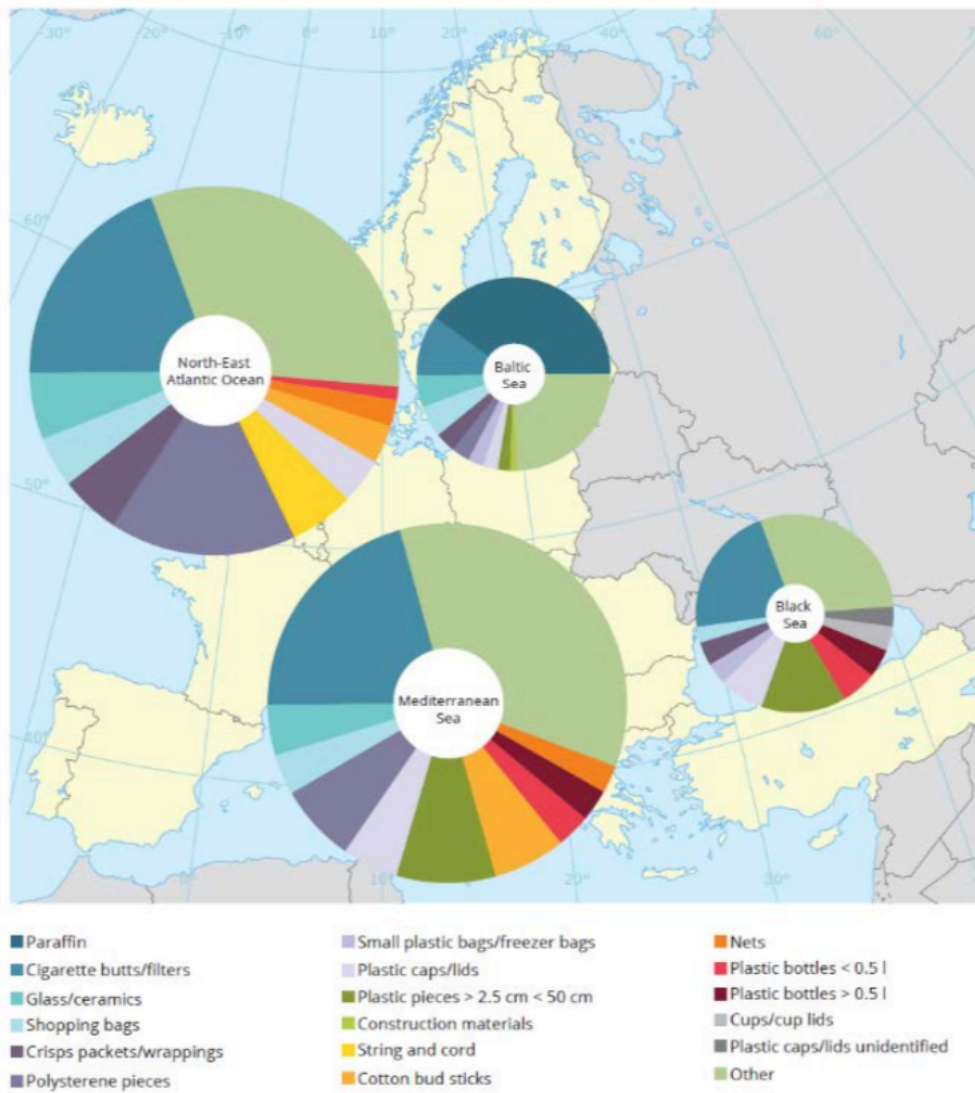 -30°
-20°
-10°
0°
10°
20°
30°
40°
50°
60°
60°
50°
40°
0°
10°
20°
30°
North-East
Atlantic Ocean
Baltic
Sea
Black
Sea
Mediterranean
Sea
Paraffin
Cigarette butts/filters
Glass/ceramics
Shopping bags
Crisps packets/wrappings
Polysterene pieces
Small plastic bags/freezer bags
Plastic caps/lids
Plastic pieces > 2.5 cm < 50 cm
Construction materials
String and cord
Cotton bud sticks
Nets
Plastic bottles < 0.5 l
Plastic bottles > 0.5 l
Cups/cup lids
Plastic caps/lids unidentified
Other